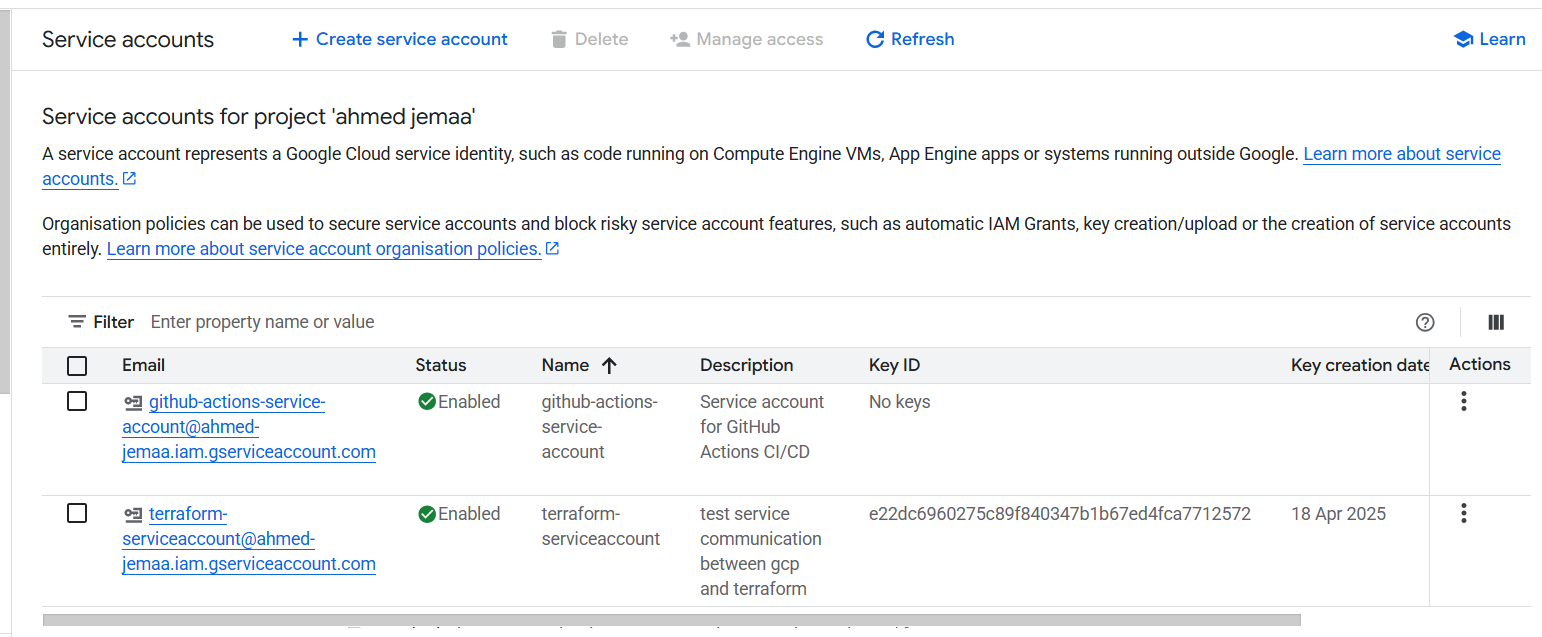 Service accounts
Create service account
Delete
Manage access
Refresh
Learn
Service accounts for project 'ahmed jemaa'
A service account represents a Google Cloud service identity, such as code running on Compute Engine VMs, App Engine apps or systems running outside Google. Learn more about service
accounts.
Organisation policies can be used to secure service accounts and block risky service account features, such as automatic IAM Grants, key creation/upload or the creation of service accounts
entirely. Learn more about service account organisation policies.
Filter Enter property name or value
Email Status Name Description Key ID Key creation date Actions
github-actions-service- Enabled github-actions- Service account No keys
account@ahmed- service- for GitHub
jemaa.iam.gserviceaccount.com account Actions CI/CD
terraform- Enabled terraform- test service e22dc6960275c89f840347b1b67ed4fca7712572 18 Apr 2025
serviceaccount@ahmed- serviceaccount communication
jemaa.iam.gserviceaccount.com between gcp
and terraform